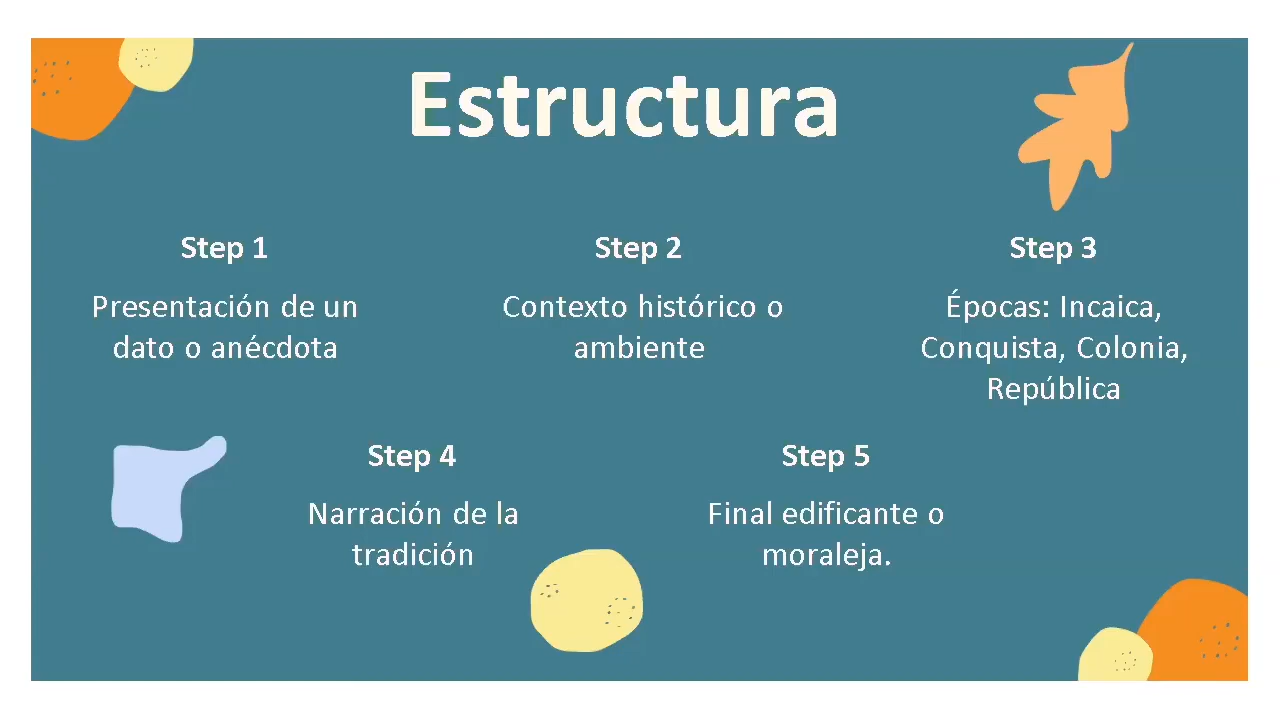 Estructura
Step 1
Presentación de un
dato o anécdota
Step 2
Contexto histórico o
ambiente
Step 3
Épocas: Incaica,
Conquista, Colonia,
República
Step 4
Narración de la
tradición
Step 5
Final edificante o
moraleja.